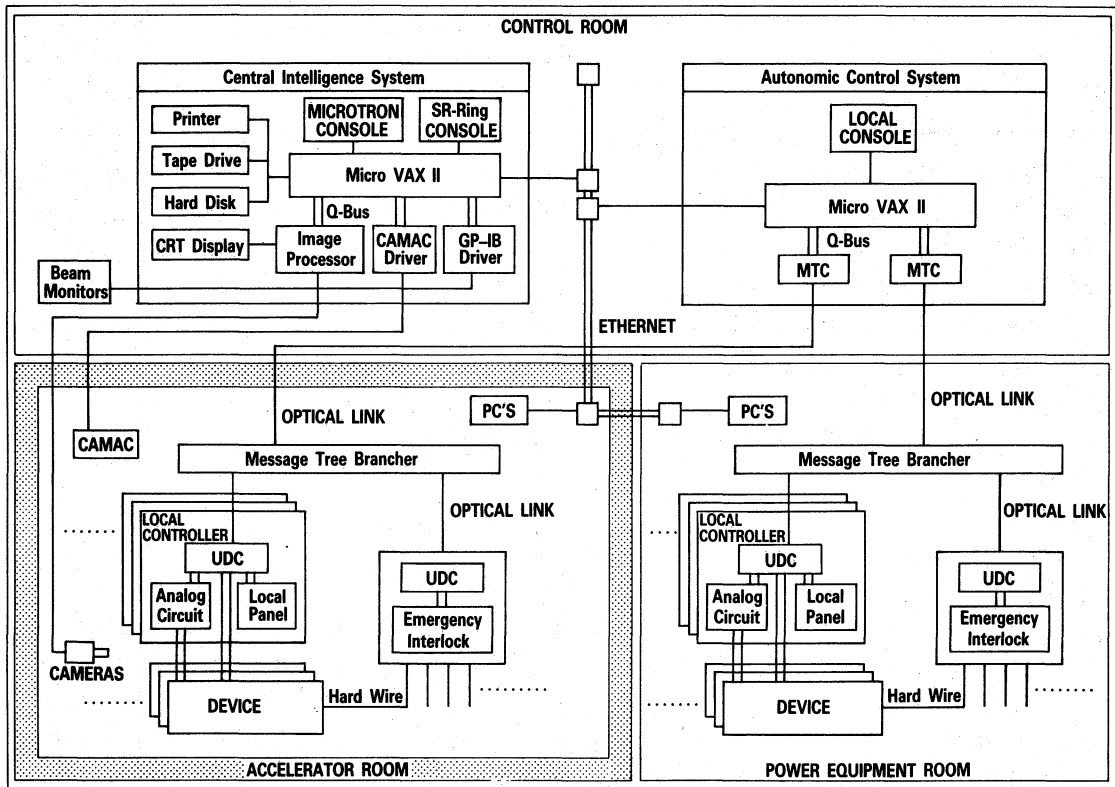 CONTROL ROOM
Central Intelligence System
Printer
Tape Drive
Hard Disk
CRT Display
MICROTRON
CONSOLE
SR-Ring
CONSOLE
Micro VAX II
Q-Bus
Image
Processor
CAMAC
Driver
GP-IB
Driver
Beam
Monitors
Autonomic Control System
LOCAL
CONSOLE
Micro VAX II
Q-Bus
MTC
MTC
ETHERNET
OPTICAL LINK
PC'S
PC'S
OPTICAL LINK
CAMAC
Message Tree Brancher
OPTICAL LINK
LOCAL
CONTROLLER
UDC
Analog
Circuit
Local
Panel
UDC
Emergency
Interlock
CAMERAS
DEVICE
Hard Wire
ACCELERATOR ROOM
Message Tree Brancher
OPTICAL LINK
LOCAL
CONTROLLER
UDC
Analog
Circuit
Local
Panel
UDC
Emergency
Interlock
DEVICE
Hard Wire
POWER EQUIPMENT ROOM